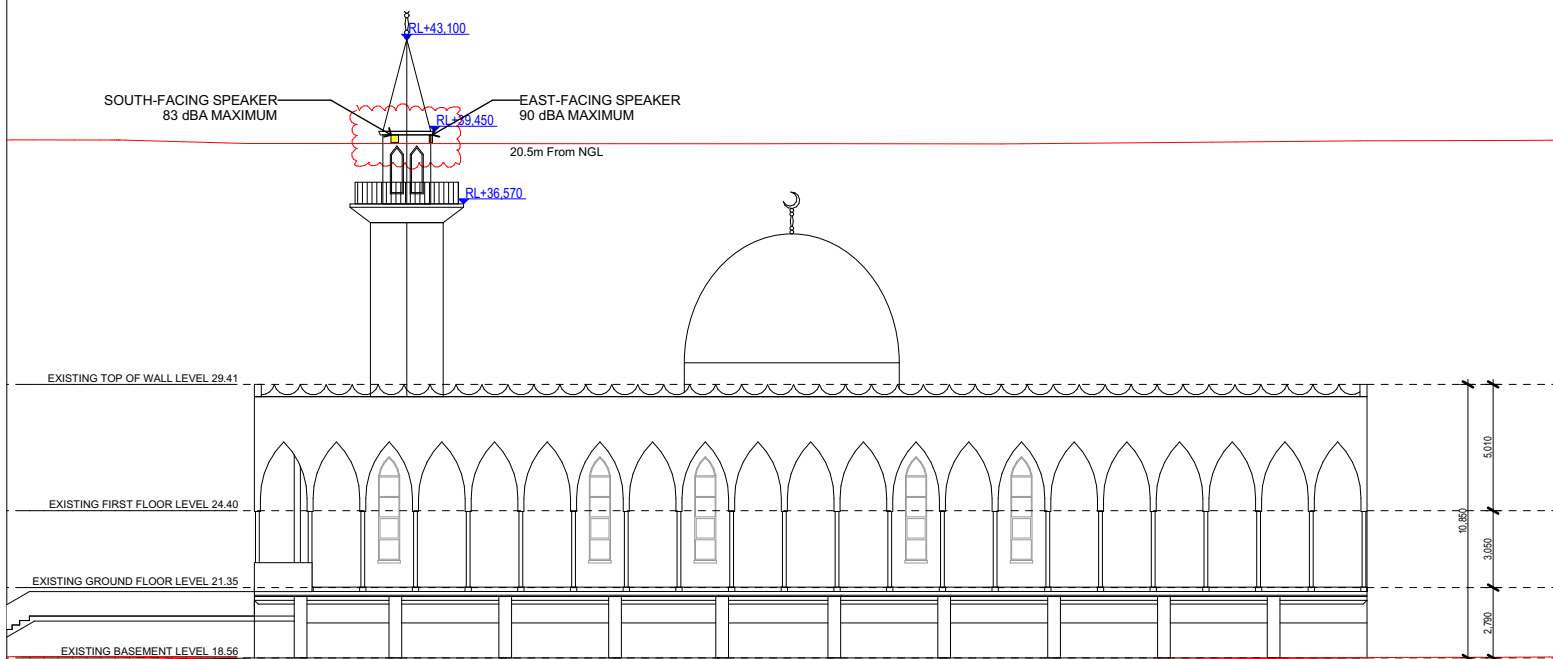 RL+43,100
SOUTH-FACING SPEAKER
83 dBA MAXIMUM
EAST-FACING SPEAKER
90 dBA MAXIMUM
RL+39,450
20.5m From NGL
RL+36,570
EXISTING TOP OF WALL LEVEL 29.41
5,010
EXISTING FIRST FLOOR LEVEL 24.40
10,850
3,050
EXISTING GROUND FLOOR LEVEL 21.35
2,790
EXISTING BASEMENT LEVEL 18.56